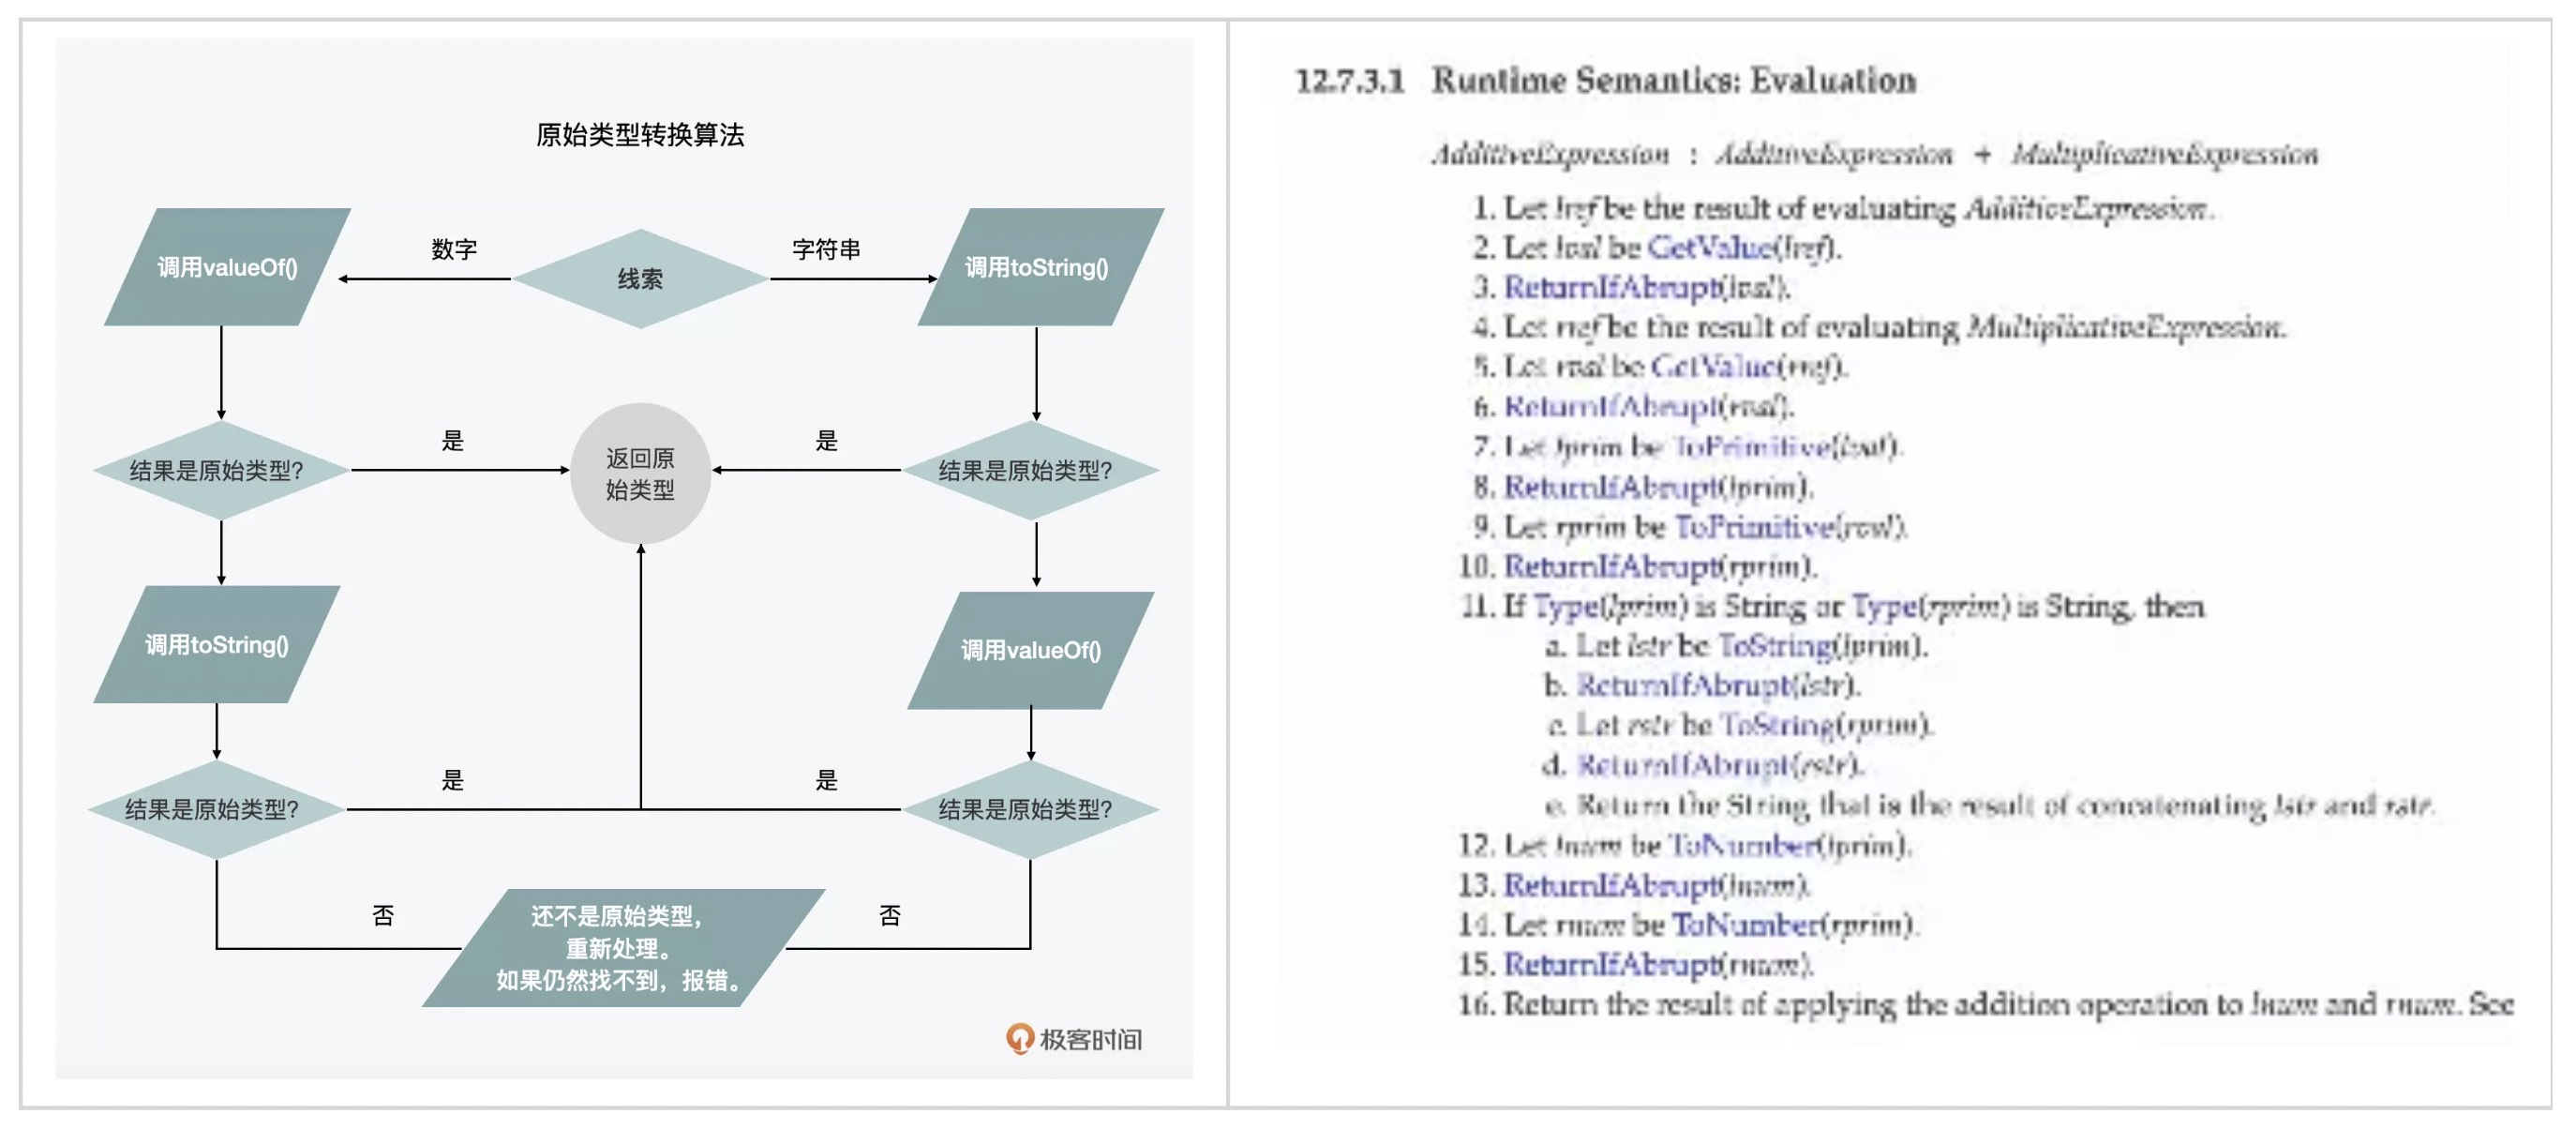 原始类型转换算法
调用valueOf()
数字
线索
字符串
调用toString()
结果是原始类型?
是
返回原
始类型
是
结果是原始类型?
调用toString()
调用valueOf()
结果是原始类型?
是
是
结果是原始类型?
否
还不是原始类型，
重新处理。
如果仍然找不到，报错。
否
极客时间
12.7.3.1 Runtime Semantics: Evaluation
AdditiveExpression : AdditiveExpression + MultiplicativeExpression
1. Let lref be the result of evaluating AdditiveExpression.
2. Let lval be GetValue(lref).
3. ReturnIfAbrupt(lval).
4. Let rref be the result of evaluating MultiplicativeExpression.
5. Let rval be GetValue(rref).
6. ReturnIfAbrupt(rval).
7. Let lprim be ToPrimitive(lval).
8. ReturnIfAbrupt(lprim).
9. Let rprim be ToPrimitive(rval).
10. ReturnIfAbrupt(rprim).
11. If Type(lprim) is String or Type(rprim) is String, then
a. Let lstr be ToString(lprim).
b. ReturnIfAbrupt(lstr).
c. Let rstr be ToString(rprim).
d. ReturnIfAbrupt(rstr).
e. Return the String that is the result of concatenating lstr and rstr.
12. Let lnum be ToNumber(lprim).
13. ReturnIfAbrupt(lnum).
14. Let rnum be ToNumber(rprim).
15. ReturnIfAbrupt(rnum).
16. Return the result of applying the addition operation to lnum and rnum. See